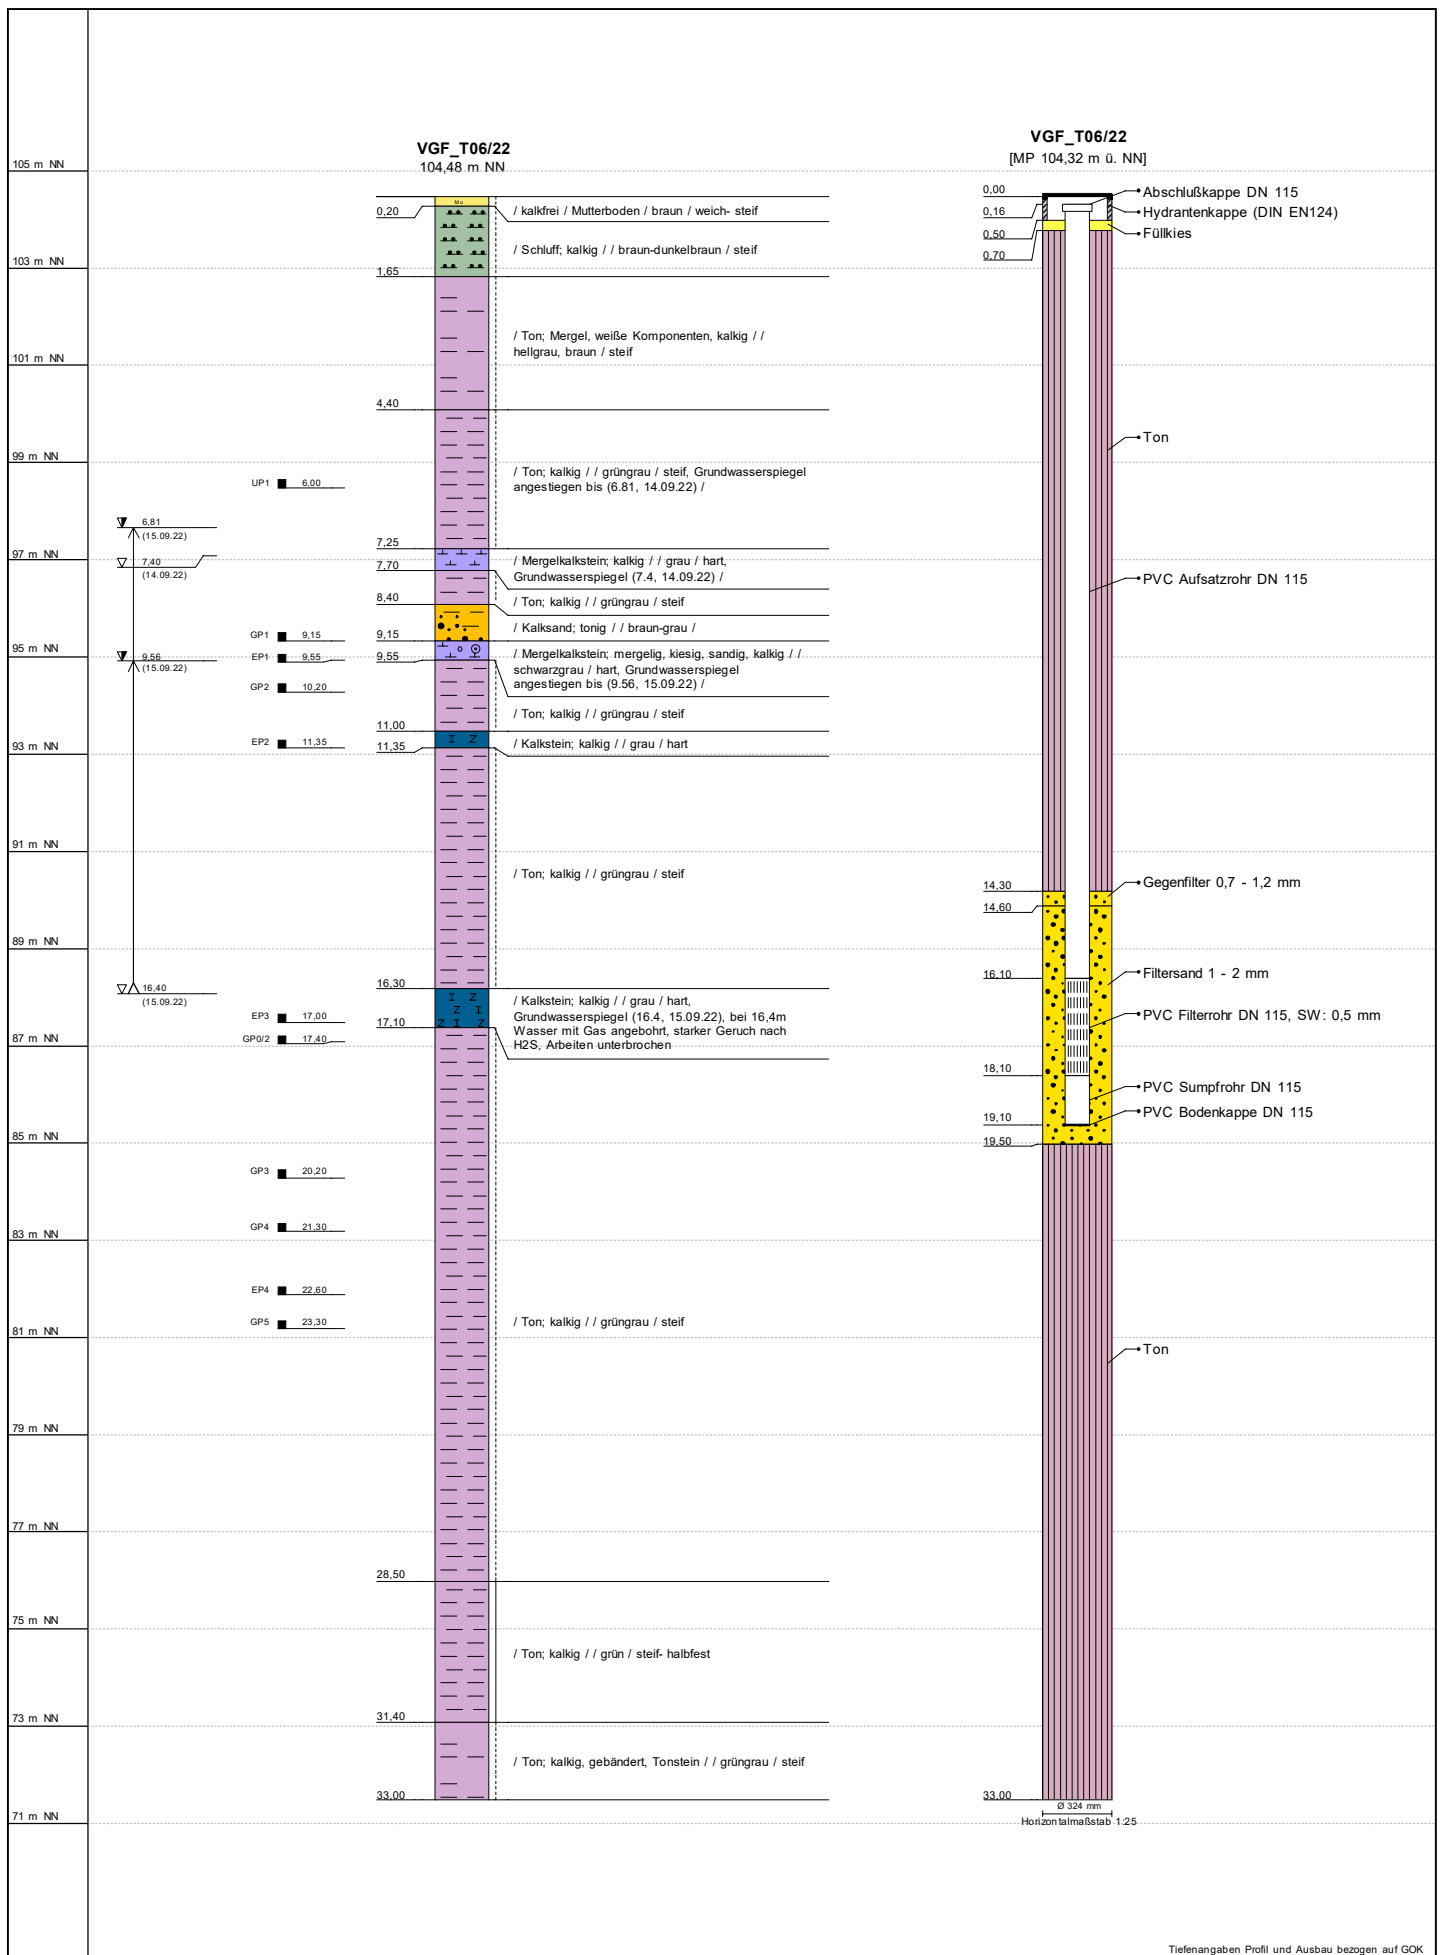 VGF_T06/22
104,48 m NN
VGF_T06/22
[MP 104,32 m ü. NN]
105 m NN
103 m NN
101 m NN
99 m NN
97 m NN
95 m NN
93 m NN
91 m NN
89 m NN
87 m NN
85 m NN
83 m NN
81 m NN
79 m NN
77 m NN
75 m NN
73 m NN
71 m NN
6,81
(15.09.22)
7,40
(14.09.22)
9,56
(15.09.22)
16,40
(15.09.22)
UP1 6,00
GP1 9,15
EP1 9,55
GP2 10,20
EP2 11,35
EP3 17,00
GP0/2 17,40
GP3 20,20
GP4 21,30
EP4 22,60
GP5 23,30
Mu
0,20
/ kalkfrei / Mutterboden / braun / weich- steif
/ Schluff; kalkig / / braun-dunkelbraun / steif
1,65
/ Ton; Mergel, weiße Komponenten, kalkig / /
hellgrau, braun / steif
4,40
/ Ton; kalkig / / grüngrau / steif, Grundwasserspiegel
angestiegen bis (6.81, 14.09.22) /
7,25
/ Mergelkalkstein; kalkig / / grau / hart,
Grundwasserspiegel (7.4, 14.09.22) /
7,70
/ Ton; kalkig / / grüngrau / steif
8,40
/ Kalksand; tonig / / braun-grau /
9,15
/ Mergelkalkstein; mergelig, kiesig, sandig, kalkig / /
schwarzgrau / hart, Grundwasserspiegel
angestiegen bis (9.56, 15.09.22) /
9,55
/ Ton; kalkig / / grüngrau / steif
11,00
I Z
/ Kalkstein; kalkig / / grau / hart
11,35
/ Ton; kalkig / / grüngrau / steif
16,30
I Z
Z I
Z I Z
/ Kalkstein; kalkig / / grau / hart,
Grundwasserspiegel (16.4, 15.09.22), bei 16,4m
Wasser mit Gas angebohrt, starker Geruch nach
H2S, Arbeiten unterbrochen
17,10
/ Ton; kalkig / / grüngrau / steif
28,50
/ Ton; kalkig / / grün / steif- halbfest
31,40
/ Ton; kalkig, gebändert, Tonstein / / grüngrau / steif
33,00
0,00
0,16
0,50
0,70
14,30
14,60
16,10
18,10
19,10
19,50
33,00
Abschlußkappe DN 115
Hydrantenkappe (DIN EN124)
Füllkies
Ton
PVC Aufsatzrohr DN 115
Gegenfilter 0,7 - 1,2 mm
Filtersand 1 - 2 mm
PVC Filterrohr DN 115, SW: 0,5 mm
PVC Sumpfrohr DN 115
PVC Bodenkappe DN 115
Ton
Ø 324 mm
Horizontalmaßstab 1:25
Tiefenangaben Profil und Ausbau bezogen auf GOK